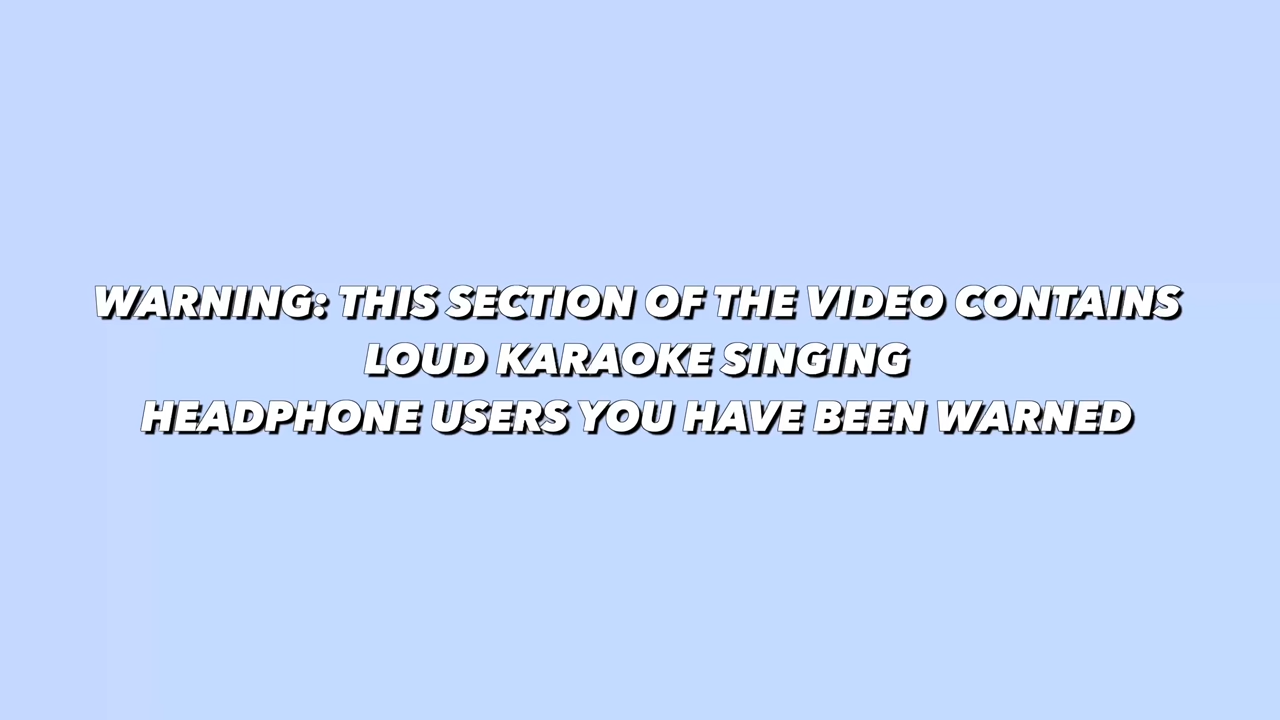 WARNING: THIS SECTION OF THE VIDEO CONTAINS
LOUD KARAOKE SINGING
HEADPHONE USERS YOU HAVE BEEN WARNED